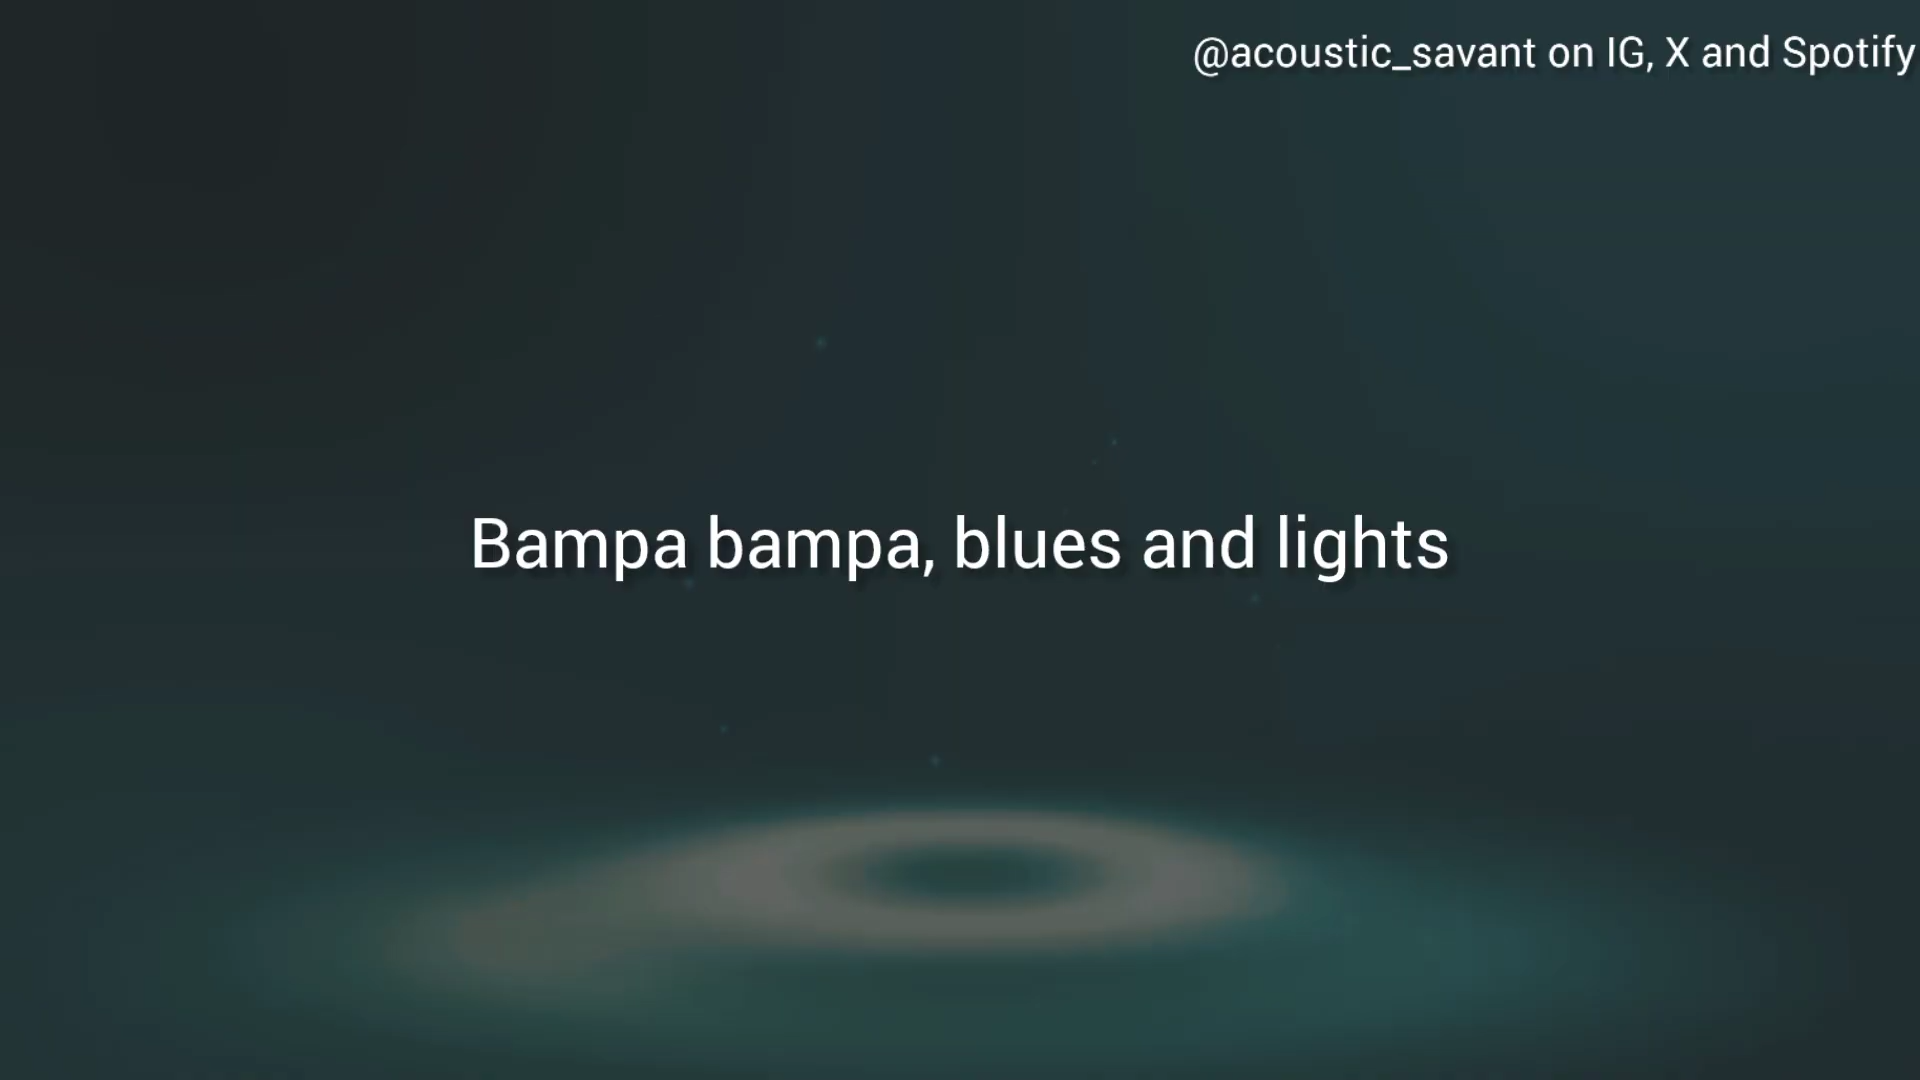 @acoustic_savant on IG, X and Spotify
Bampa bampa, blues and lights